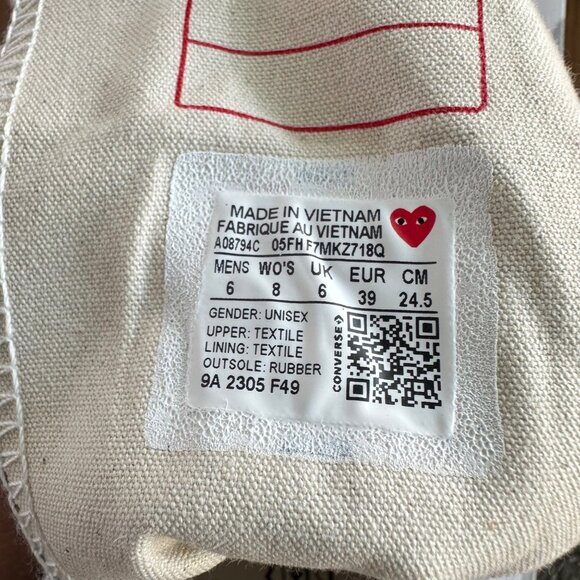 MADE IN VIETNAM
FABRIQUE AU VIETNAM
A08794C 05FH F7MKZ718Q
MENS WO'S UK EUR CM
6 8 6 39 24.5
GENDER: UNISEX
UPPER: TEXTILE
LINING: TEXTILE
OUTSOLE: RUBBER
9A 2305 F49
CONVERSE